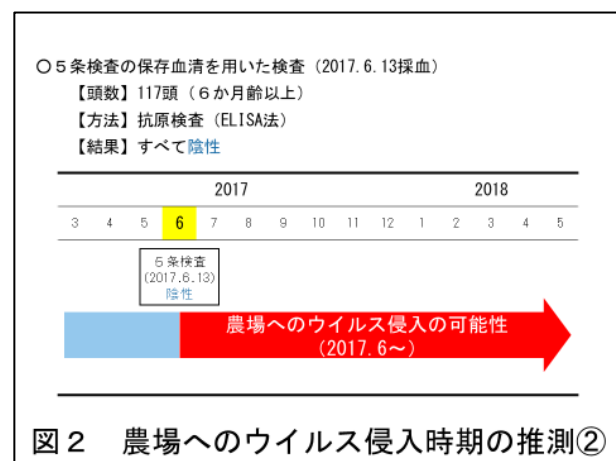 ○５条検査の保存血清を用いた検査（2017.6.13採血）
【頭数】117頭（６か月齢以上）
【方法】抗原検査（ELISA法）
【結果】すべて陰性
2017 2018
3 4 5 6 7 8 9 10 11 12 1 2 3 4 5
５条検査
(2017.6.13)
陰性
農場へのウイルス侵入の可能性
(2017.6～)
図２　農場へのウイルス侵入時期の推測②